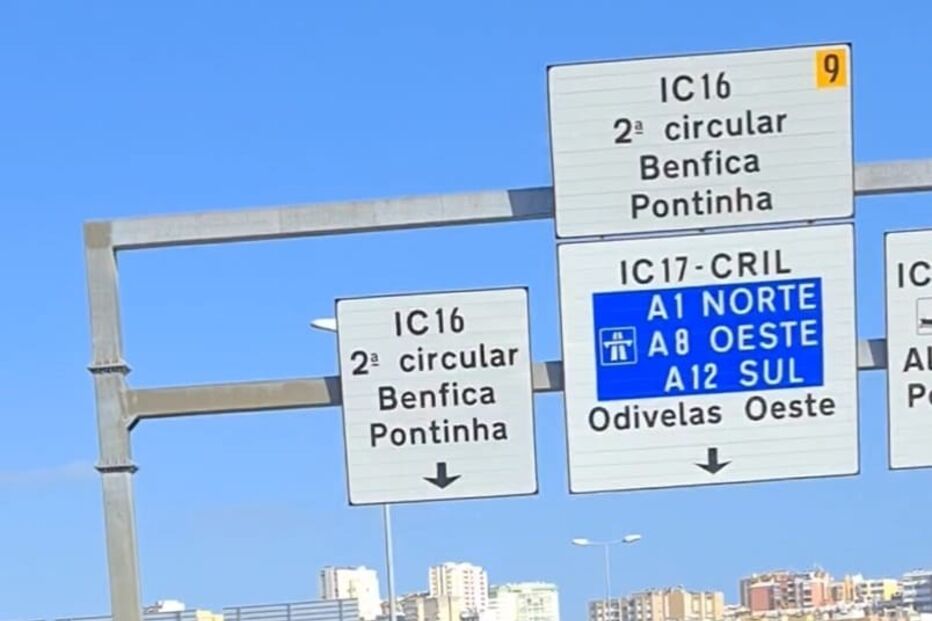 IC16
2ª circular
Benfica
Pontinha
9
IC16
2ª circular
Benfica
Pontinha
IC17-CRIL
A1 NORTE
A8 OESTE
A12 SUL
Odivelas Oeste